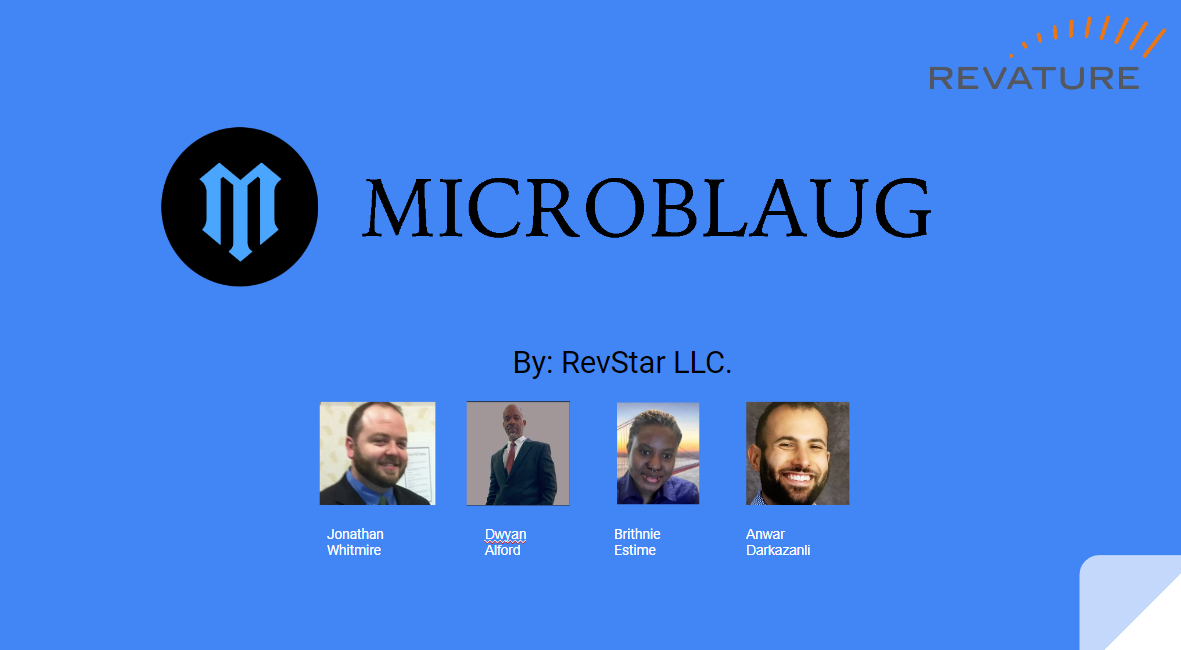 REVATURE
M
MICROBLAUG
By: RevStar LLC.
Jonathan
Whitmire
Dwyan
Alford
Brithnie
Estime
Anwar
Darkazanli